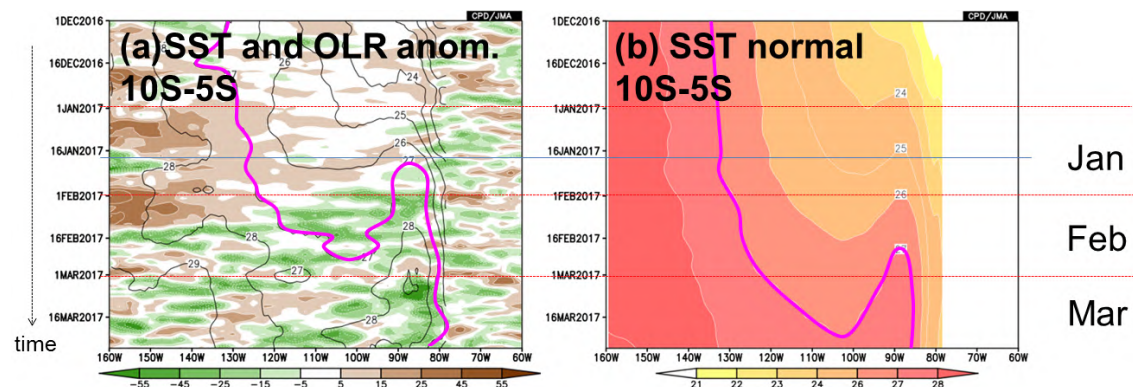 CPD/JMA
(a)SST and OLR anom.
10S-5S
1DEC2016
16DEC2016
1JAN2017
16JAN2017
1FEB2017
16FEB2017
1MAR2017
16MAR2017
time
24
25
26
27
28
28
28
28
29
27
28
160W 150W 140W 130W 120W 110W 100W 90W 80W 70W 60W
-55 -45 -25 -15 -5 5 15 25 45 55
CPD/JMA
(b) SST normal
10S-5S
1DEC2016
16DEC2016
1JAN2017
16JAN2017
1FEB2017
16FEB2017
1MAR2017
16MAR2017
24
25
26
160W 150W 140W 130W 120W 110W 100W 90W 80W 70W 60W
21 22 23 24 26 27 28
Jan
Feb
Mar